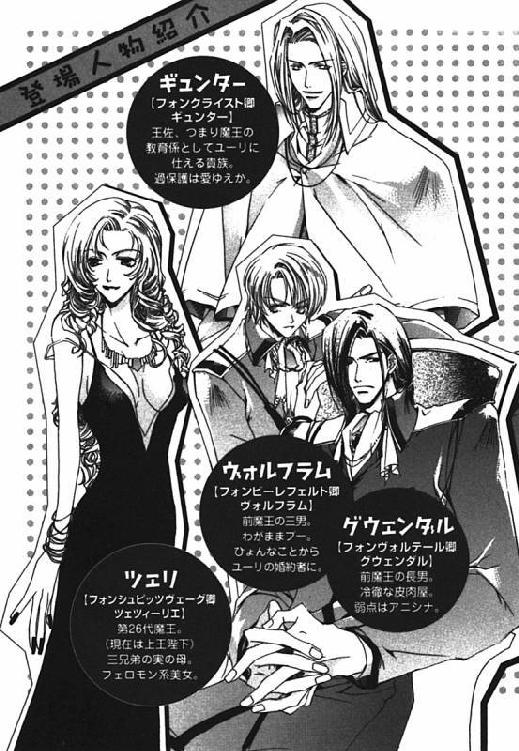 登場人物紹介
ギュンター
【フォンクライスト卿
ギュンター】
王佐、つまり魔王の
教育係としてユーリに
仕える貴族。
過保護は愛ゆえか。
ヴォルフラム
【フォンビーレフェルト卿
ヴォルフラム】
前魔王の三男。
わがままプー。
ひょんなことから
ユーリの婚約者に。
グウェンダル
【フォンヴォルテール卿
グウェンダル】
前魔王の長男。
冷徹な皮肉屋。
弱点はアニシナ。
ツェリ
【フォンシュピッツヴェーグ卿
ツェツィーリエ】
第26代魔王。
(現在は上王陛下)
三兄弟の実の母。
フェロモン系美女。